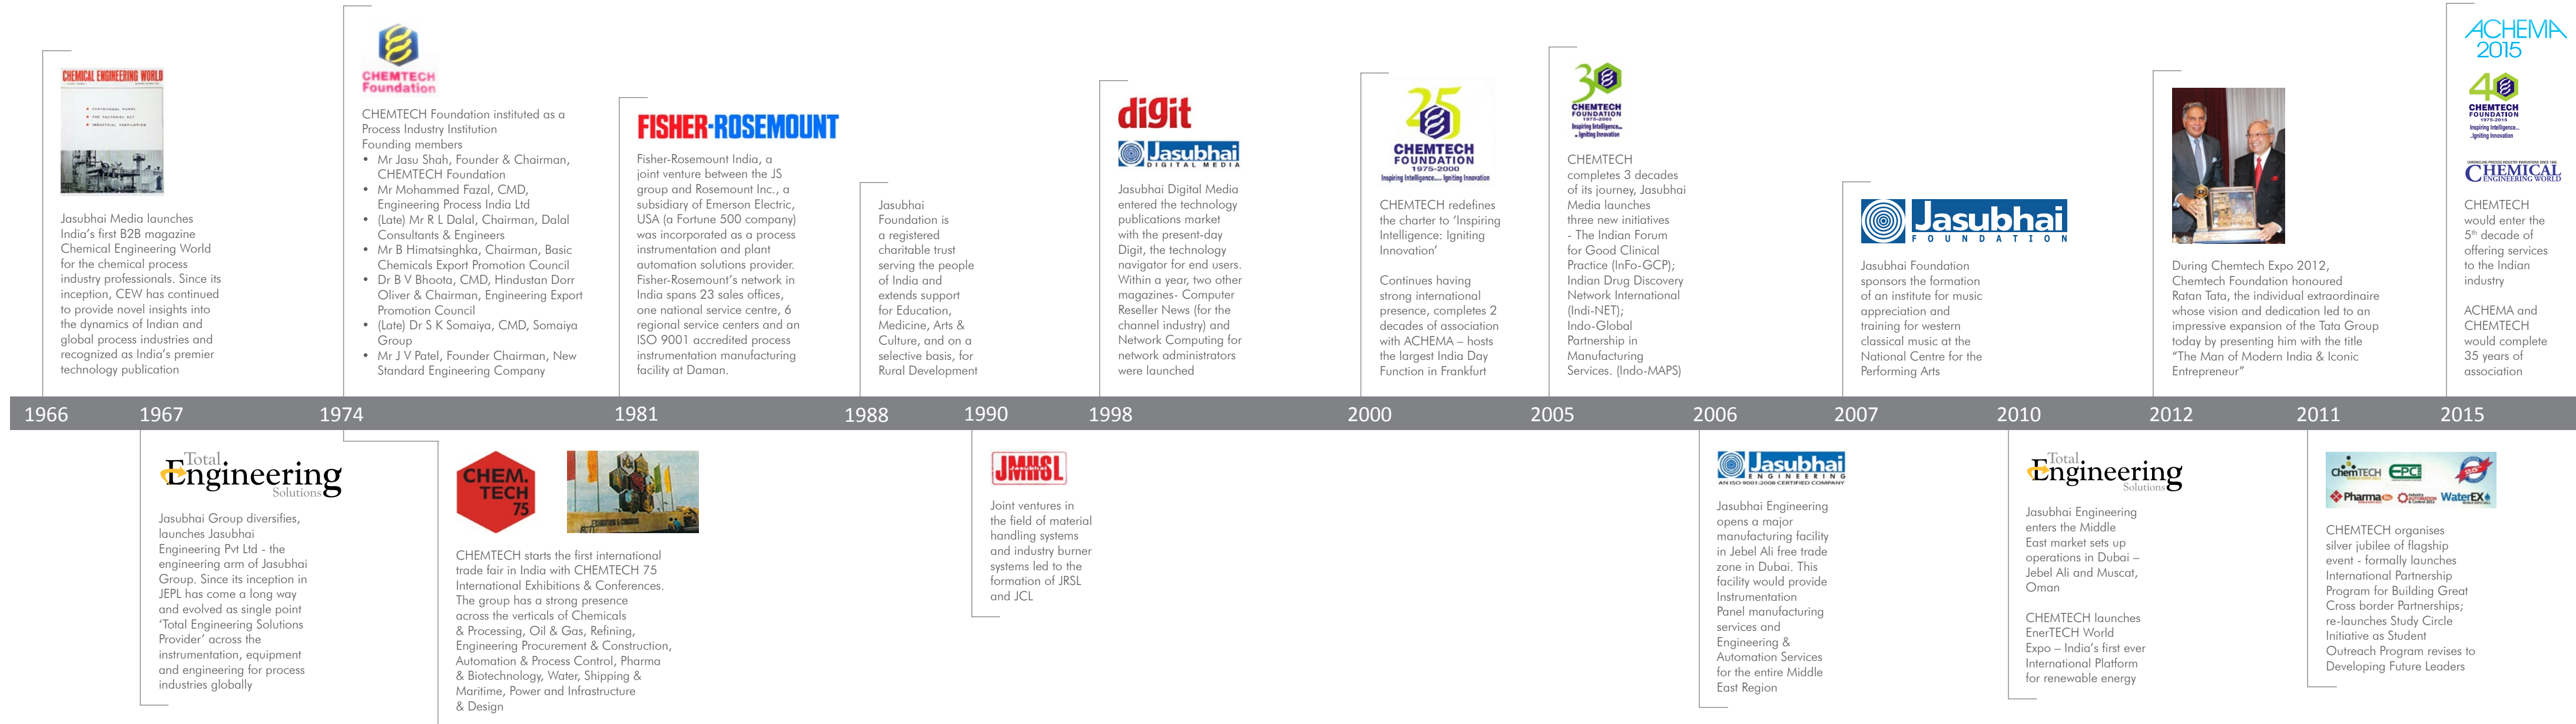 CHEMICAL ENGINEERING WORLD
Jasubhai Media launches
India's first B2B magazine
Chemical Engineering World
for the chemical process
industry professionals. Since its
inception, CEW has continued
to provide novel insights into
the dynamics of Indian and
global process industries and
recognized as India's premier
technology publication
CHEMTECH
Foundation
CHEMTECH Foundation instituted as a
Process Industry Institution
Founding members
• Mr Jasu Shah, Founder & Chairman,
CHEMTECH Foundation
• Mr Mohammed Fazal, CMD,
Engineering Process India Ltd
• (Late) Mr R L Dalal, Chairman, Dalal
Consultants & Engineers
• Mr B Himatsinghka, Chairman, Basic
Chemicals Export Promotion Council
• Dr B V Bhoota, CMD, Hindustan Dorr
Oliver & Chairman, Engineering Export
Promotion Council
• (Late) Dr S K Somaiya, CMD, Somaiya
Group
• Mr J V Patel, Founder Chairman, New
Standard Engineering Company
FISHER-ROSEMOUNT
Fisher-Rosemount India, a
joint venture between the JS
group and Rosemount Inc., a
subsidiary of Emerson Electric,
USA (a Fortune 500 company)
was incorporated as a process
instrumentation and plant
automation solutions provider.
Fisher-Rosemount's network in
India spans 23 sales offices,
one national service centre, 6
regional service centers and an
ISO 9001 accredited process
instrumentation manufacturing
facility at Daman.
Jasubhai
Foundation is
a registered
charitable trust
serving the people
of India and
extends support
for Education,
Medicine, Arts &
Culture, and on a
selective basis, for
Rural Development
digit
Jasubhai
DIGITAL MEDIA
Jasubhai Digital Media
entered the technology
publications market
with the present-day
Digit, the technology
navigator for end users.
Within a year, two other
magazines- Computer
Reseller News (for the
channel industry) and
Network Computing for
network administrators
were launched
25
CHEMTECH
FOUNDATION
1975-2000
Inspiring Intelligence.... Igniting Innovation
CHEMTECH redefines
the charter to 'Inspiring
Intelligence: Igniting
Innovation'
Continues having
strong international
presence, completes 2
decades of association
with ACHEMA – hosts
the largest India Day
Function in Frankfurt
30
CHEMTECH
FOUNDATION
1975-2005
Inspiring Intelligence...
.. Igniting Innovation
CHEMTECH
completes 3 decades
of its journey, Jasubhai
Media launches
three new initiatives
- The Indian Forum
for Good Clinical
Practice (InFo-GCP);
Indian Drug Discovery
Network International
(Indi-NET);
Indo-Global
Partnership in
Manufacturing
Services. (Indo-MAPS)
Jasubhai
FOUNDATION
Jasubhai Foundation
sponsors the formation
of an institute for music
appreciation and
training for western
classical music at the
National Centre for the
Performing Arts
During Chemtech Expo 2012,
Chemtech Foundation honoured
Ratan Tata, the individual extraordinaire
whose vision and dedication led to an
impressive expansion of the Tata Group
today by presenting him with the title
"The Man of Modern India & Iconic
Entrepreneur"
ACHEMA
2015
40
CHEMTECH
FOUNDATION
1975-2015
Inspiring Intelligence...
..Igniting Innovation
CHEMICAL
ENGINEERING WORLD
CHEMTECH
would enter the
5th decade of
offering services
to the Indian
industry
ACHEMA and
CHEMTECH
would complete
35 years of
association
1966 1967 1974 1981 1988 1990 1998 2000 2005 2006 2007 2010 2012 2011 2015
Total
Engineering
Solutions
Jasubhai Group diversifies,
launches Jasubhai
Engineering Pvt Ltd - the
engineering arm of Jasubhai
Group. Since its inception in
JEPL has come a long way
and evolved as single point
'Total Engineering Solutions
Provider' across the
instrumentation, equipment
and engineering for process
industries globally
CHEM.
TECH
75
CHEMTECH starts the first international
trade fair in India with CHEMTECH 75
International Exhibitions & Conferences.
The group has a strong presence
across the verticals of Chemicals
& Processing, Oil & Gas, Refining,
Engineering Procurement & Construction,
Automation & Process Control, Pharma
& Biotechnology, Water, Shipping &
Maritime, Power and Infrastructure
& Design
JMHSL
Joint ventures in
the field of material
handling systems
and industry burner
systems led to the
formation of JRSL
and JCL
Jasubhai
ENGINEERING
AN ISO 9001:2008 CERTIFIED COMPANY
Jasubhai Engineering
opens a major
manufacturing facility
in Jebel Ali free trade
zone in Dubai. This
facility would provide
Instrumentation
Panel manufacturing
services and
Engineering &
Automation Services
for the entire Middle
East Region
Total
Engineering
Solutions
Jasubhai Engineering
enters the Middle
East market sets up
operations in Dubai –
Jebel Ali and Muscat,
Oman
CHEMTECH launches
EnerTECH World
Expo – India's first ever
International Platform
for renewable energy
ChemTECH EPC
Pharma WaterEX
CHEMTECH organises
silver jubilee of flagship
event - formally launches
International Partnership
Program for Building Great
Cross border Partnerships;
re-launches Study Circle
Initiative as Student
Outreach Program revises to
Developing Future Leaders